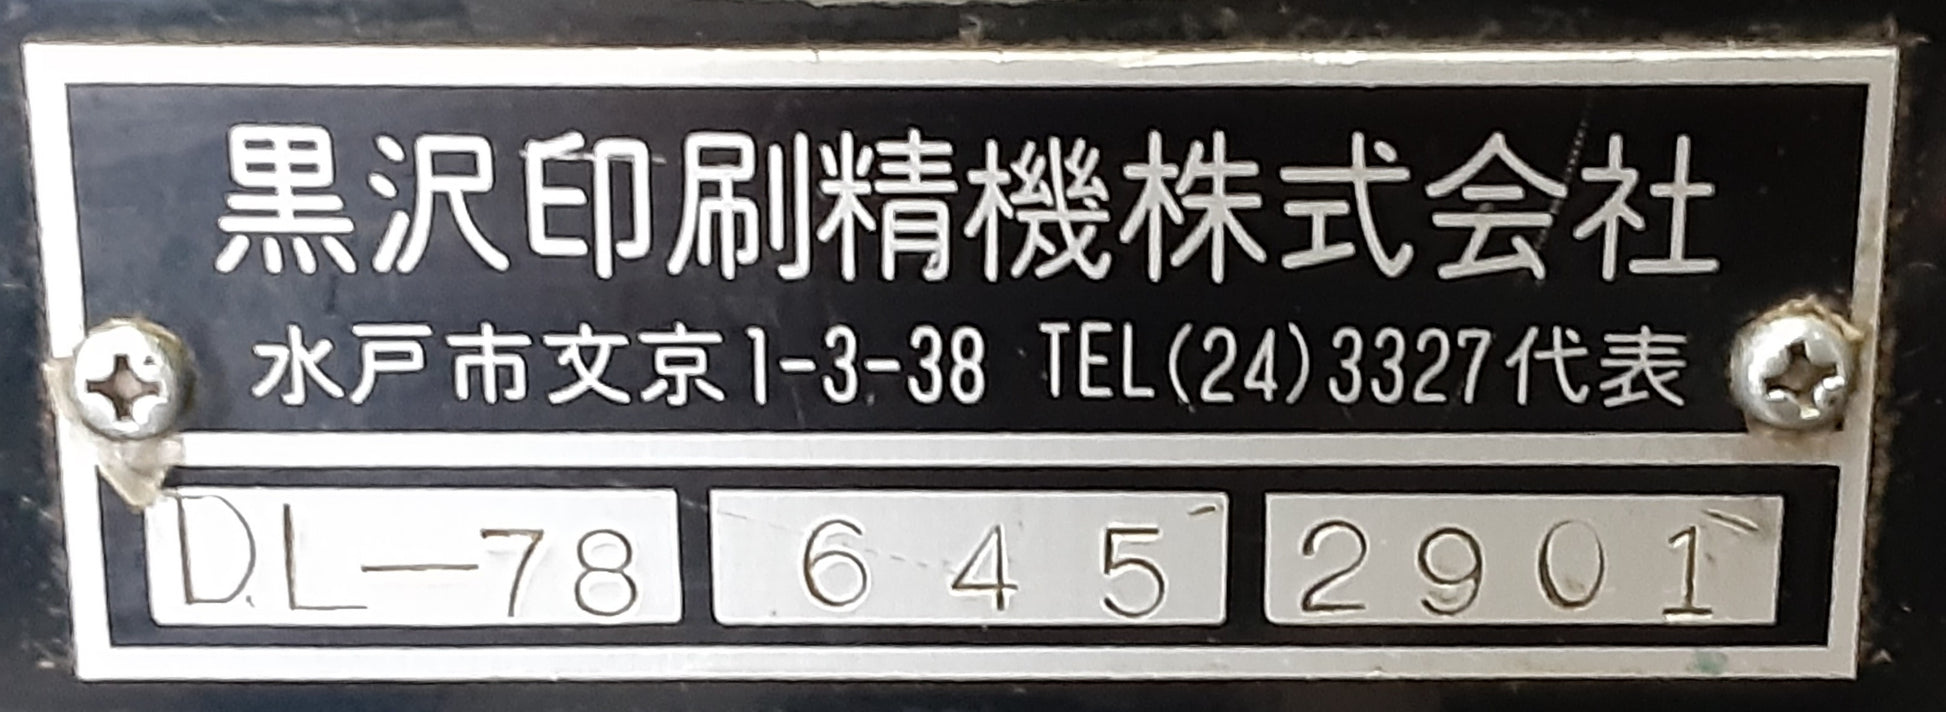 黒沢印刷精機株式会社
水戸市文京1-3-38 TEL(24)3327代表
D.L-78 645 2901